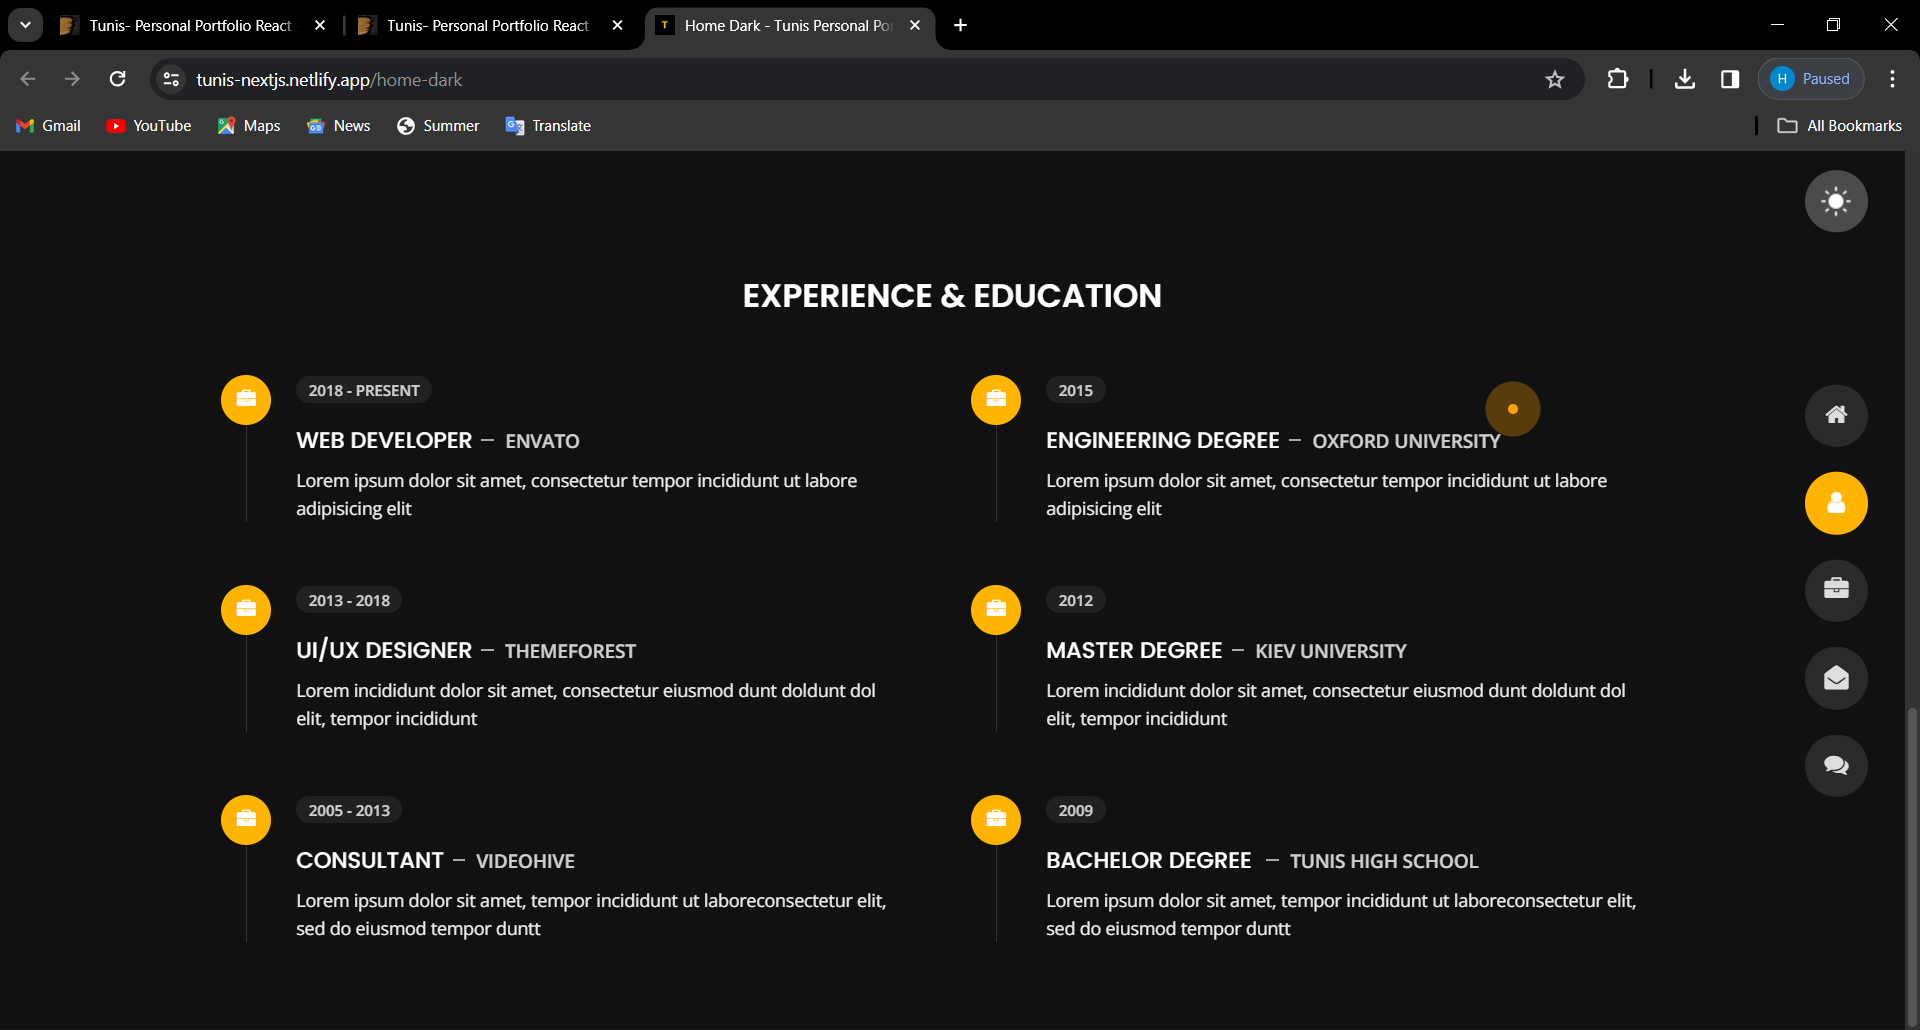 Tunis- Personal Portfolio React
Tunis- Personal Portfolio React
T
Home Dark - Tunis Personal Po
tunis-nextjs.netlify.app/home-dark
H Paused
Gmail
YouTube
Maps
News
Summer
Translate
All Bookmarks
EXPERIENCE & EDUCATION
2018 - PRESENT
WEB DEVELOPER — ENVATO
Lorem ipsum dolor sit amet, consectetur tempor incididunt ut labore
adipisicing elit
2013 - 2018
UI/UX DESIGNER — THEMEFOREST
Lorem incididunt dolor sit amet, consectetur eiusmod dunt doldunt dol
elit, tempor incididunt
2005 - 2013
CONSULTANT — VIDEOHIVE
Lorem ipsum dolor sit amet, tempor incididunt ut laboreconsectetur elit,
sed do eiusmod tempor duntt
2015
ENGINEERING DEGREE — OXFORD UNIVERSITY
Lorem ipsum dolor sit amet, consectetur tempor incididunt ut labore
adipisicing elit
2012
MASTER DEGREE — KIEV UNIVERSITY
Lorem incididunt dolor sit amet, consectetur eiusmod dunt doldunt dol
elit, tempor incididunt
2009
BACHELOR DEGREE — TUNIS HIGH SCHOOL
Lorem ipsum dolor sit amet, tempor incididunt ut laboreconsectetur elit,
sed do eiusmod tempor duntt